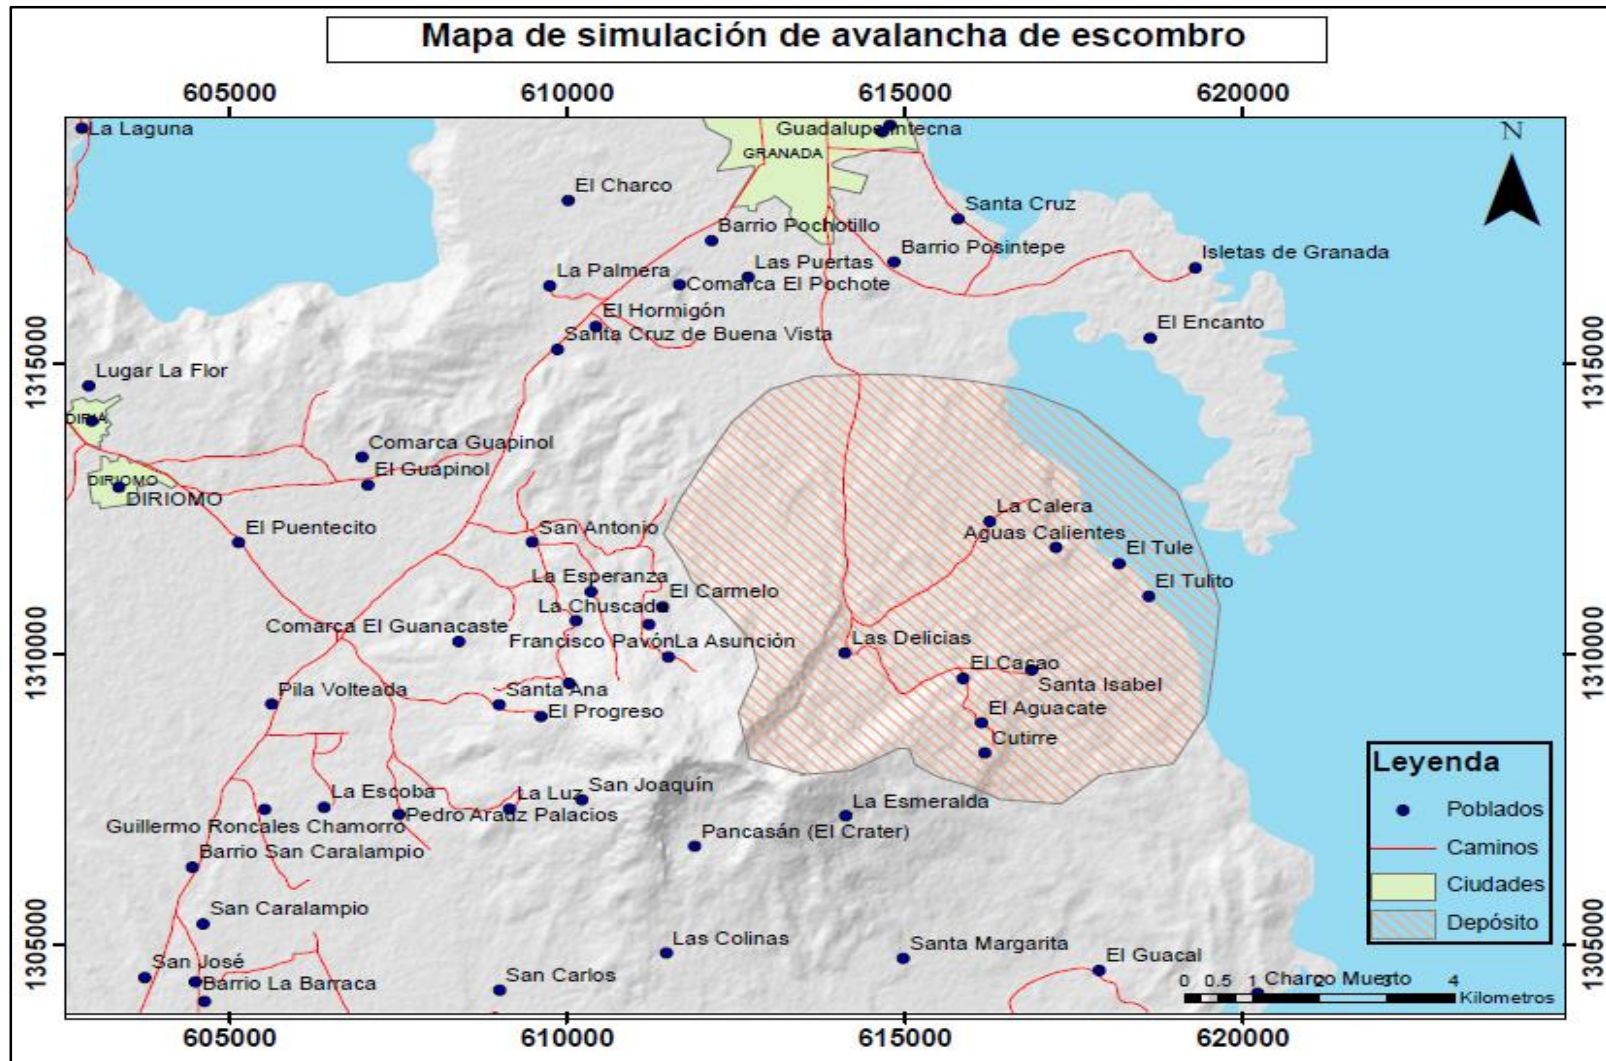 Mapa de simulación de avalancha de escombro
605000 610000 615000 620000
La Laguna
Guadalupe Intecna
GRANADA
N
El Charco
Santa Cruz
Barrio Pochotillo
Barrio Posintepe
Isletas de Granada
Las Puertas
La Palmera
Comarca El Pochote
El Hormigón
El Encanto
Santa Cruz de Buena Vista
1315000
1315000
Lugar La Flor
DIRIA
Comarca Guapinol
El Guapinol
DIRIOMO
DIRIOMO
La Calera
El Puentecito
San Antonio
Aguas Calientes
El Tule
La Esperanza
El Tulito
El Carmelo
La Chuscada
Comarca El Guanacaste
Francisco Pavón
La Asunción
Las Delicias
1310000
1310000
El Cacao
Santa Isabel
Pila Volteada
Santa Ana
El Progreso
El Aguacate
Cutirre
Leyenda
Poblados
Caminos
Ciudades
Depósito
La Escoba
La Luz
San Joaquín
La Esmeralda
Guillermo Roncales Chamorro
Pedro Arauz Palacios
Pancasán (El Crater)
Barrio San Caralampio
San Caralampio
Las Colinas
Santa Margarita
El Guacal
1305000
1305000
San José
Barrio La Barraca
San Carlos
Charco Muerto
0 0.5 1 2 3 4
Kilometros
605000 610000 615000 620000